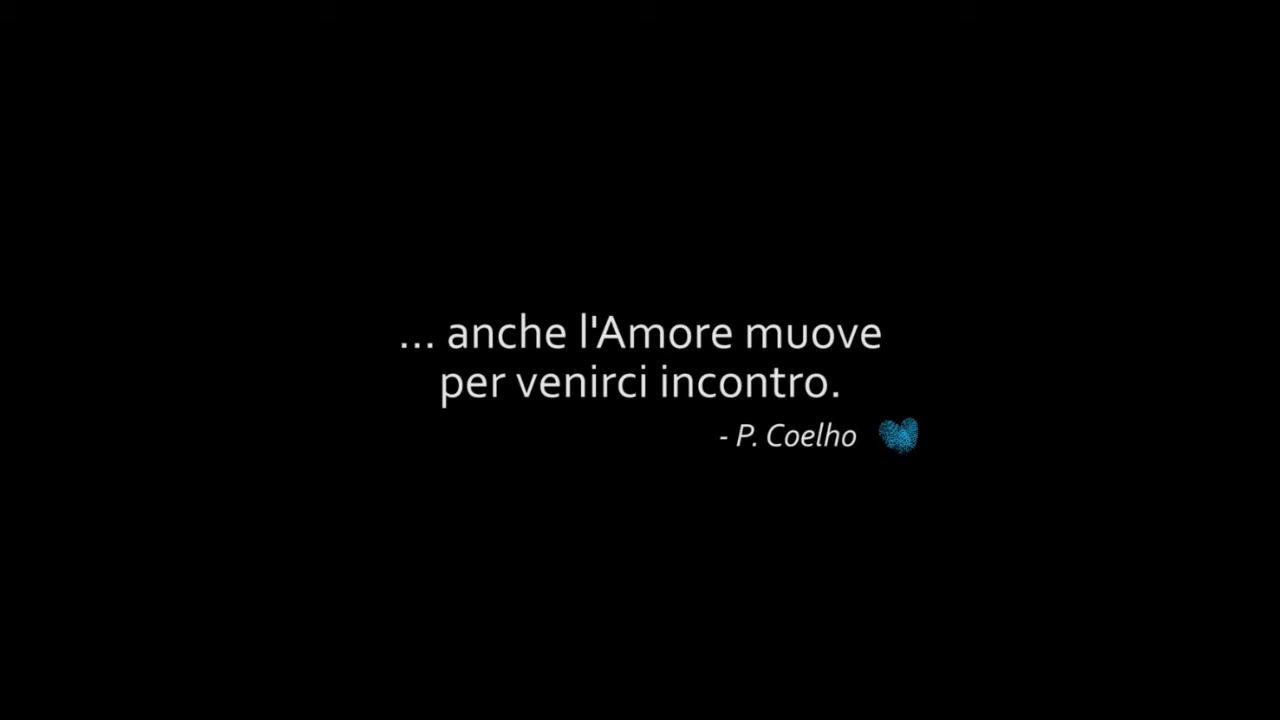 ... anche l'Amore muove
per venirci incontro.
- P. Coelho